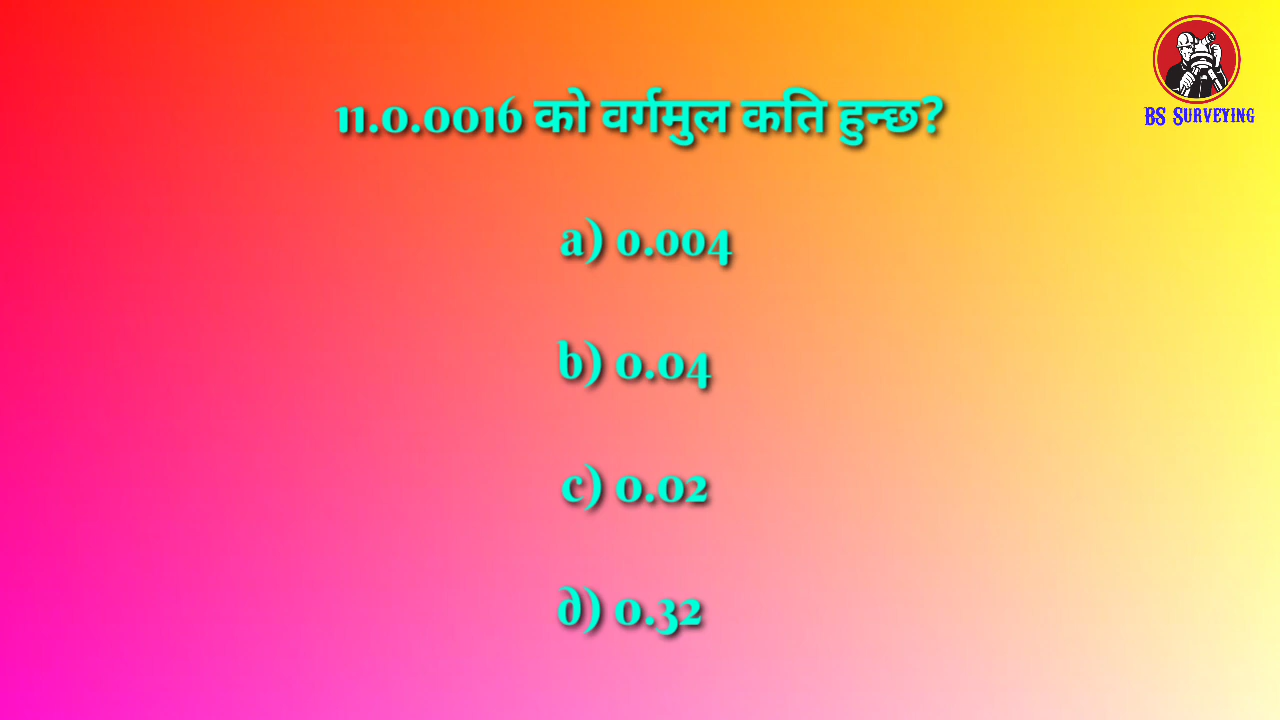 BS Surveying
11.0.0016 को वर्गमुल कति हुन्छ?
a) 0.004
b) 0.04
c) 0.02
d) 0.32